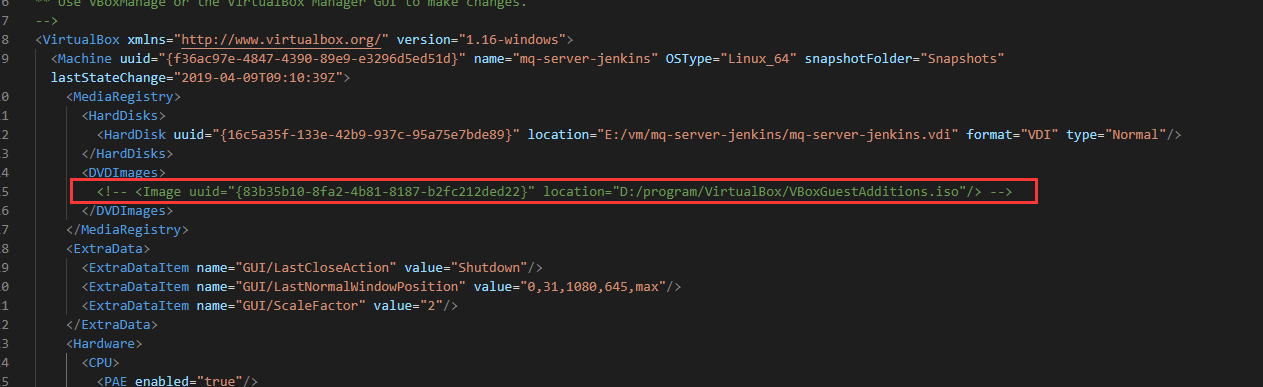 6 ** Use VBoxManage or the VirtualBox Manager GUI to make changes.
7 -->
8 <VirtualBox xmlns="http://www.virtualbox.org/" version="1.16-windows">
9 <Machine uuid="{f36ac97e-4847-4390-89e9-e3296d5ed51d}" name="mq-server-jenkins" OSType="Linux_64" snapshotFolder="Snapshots"
lastStateChange="2019-04-09T09:10:39Z">
0 <MediaRegistry>
1 <HardDisks>
2 <HardDisk uuid="{16c5a35f-133e-42b9-937c-95a75e7bde89}" location="E:/vm/mq-server-jenkins/mq-server-jenkins.vdi" format="VDI" type="Normal"/>
3 </HardDisks>
4 <DVDImages>
5 <!-- <Image uuid="{83b35b10-8fa2-4b81-8187-b2fc212ded22}" location="D:/program/VirtualBox/VBoxGuestAdditions.iso"/> -->
6 </DVDImages>
7 </MediaRegistry>
8 <ExtraData>
9 <ExtraDataItem name="GUI/LastCloseAction" value="Shutdown"/>
0 <ExtraDataItem name="GUI/LastNormalWindowPosition" value="0,31,1080,645,max"/>
1 <ExtraDataItem name="GUI/ScaleFactor" value="2"/>
2 </ExtraData>
3 <Hardware>
4 <CPU>
5 <PAE enabled="true"/>